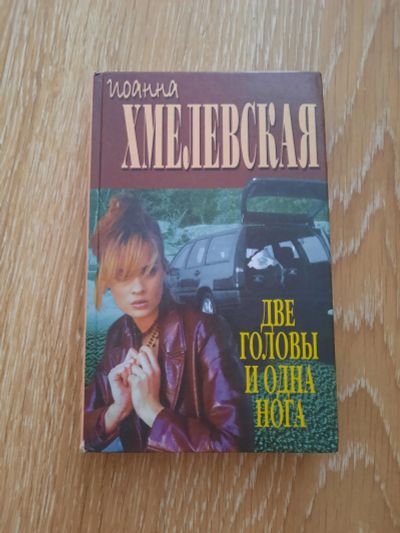 Иоанна
ХМЕЛЕВСКАЯ
ДВЕ
ГОЛОВЫ
И ОДНА
НОГА